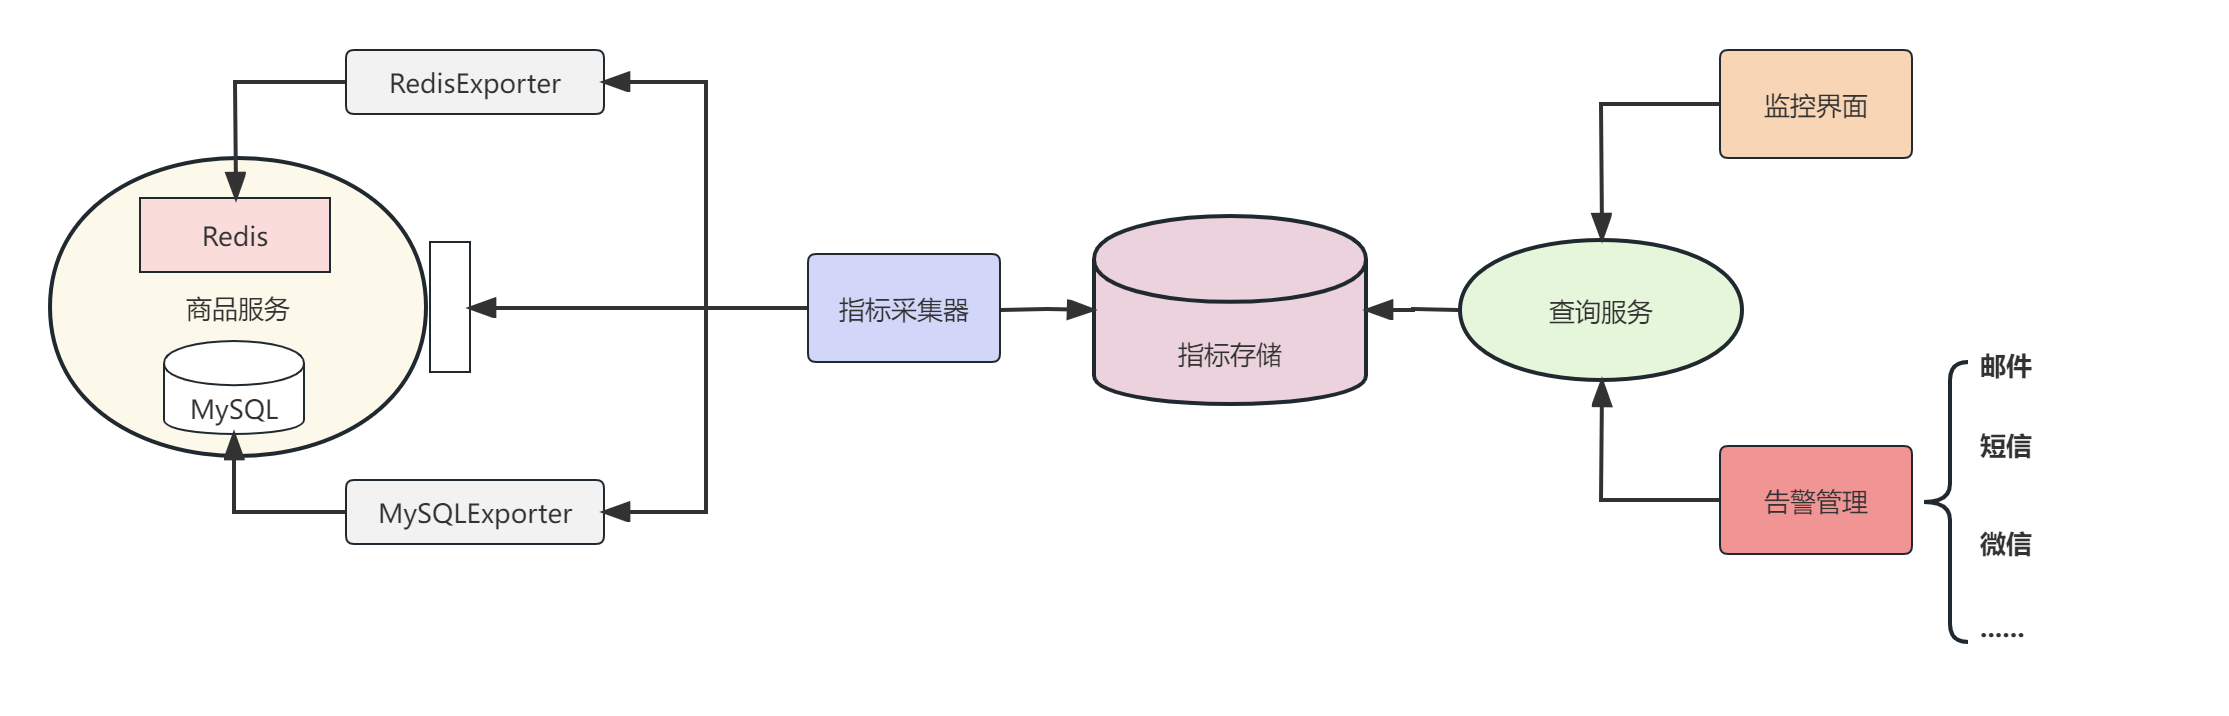 RedisExporter
监控界面
Redis
商品服务
指标采集器
查询服务
指标存储
MySQL
MySQLExporter
告警管理
邮件
短信
微信
......